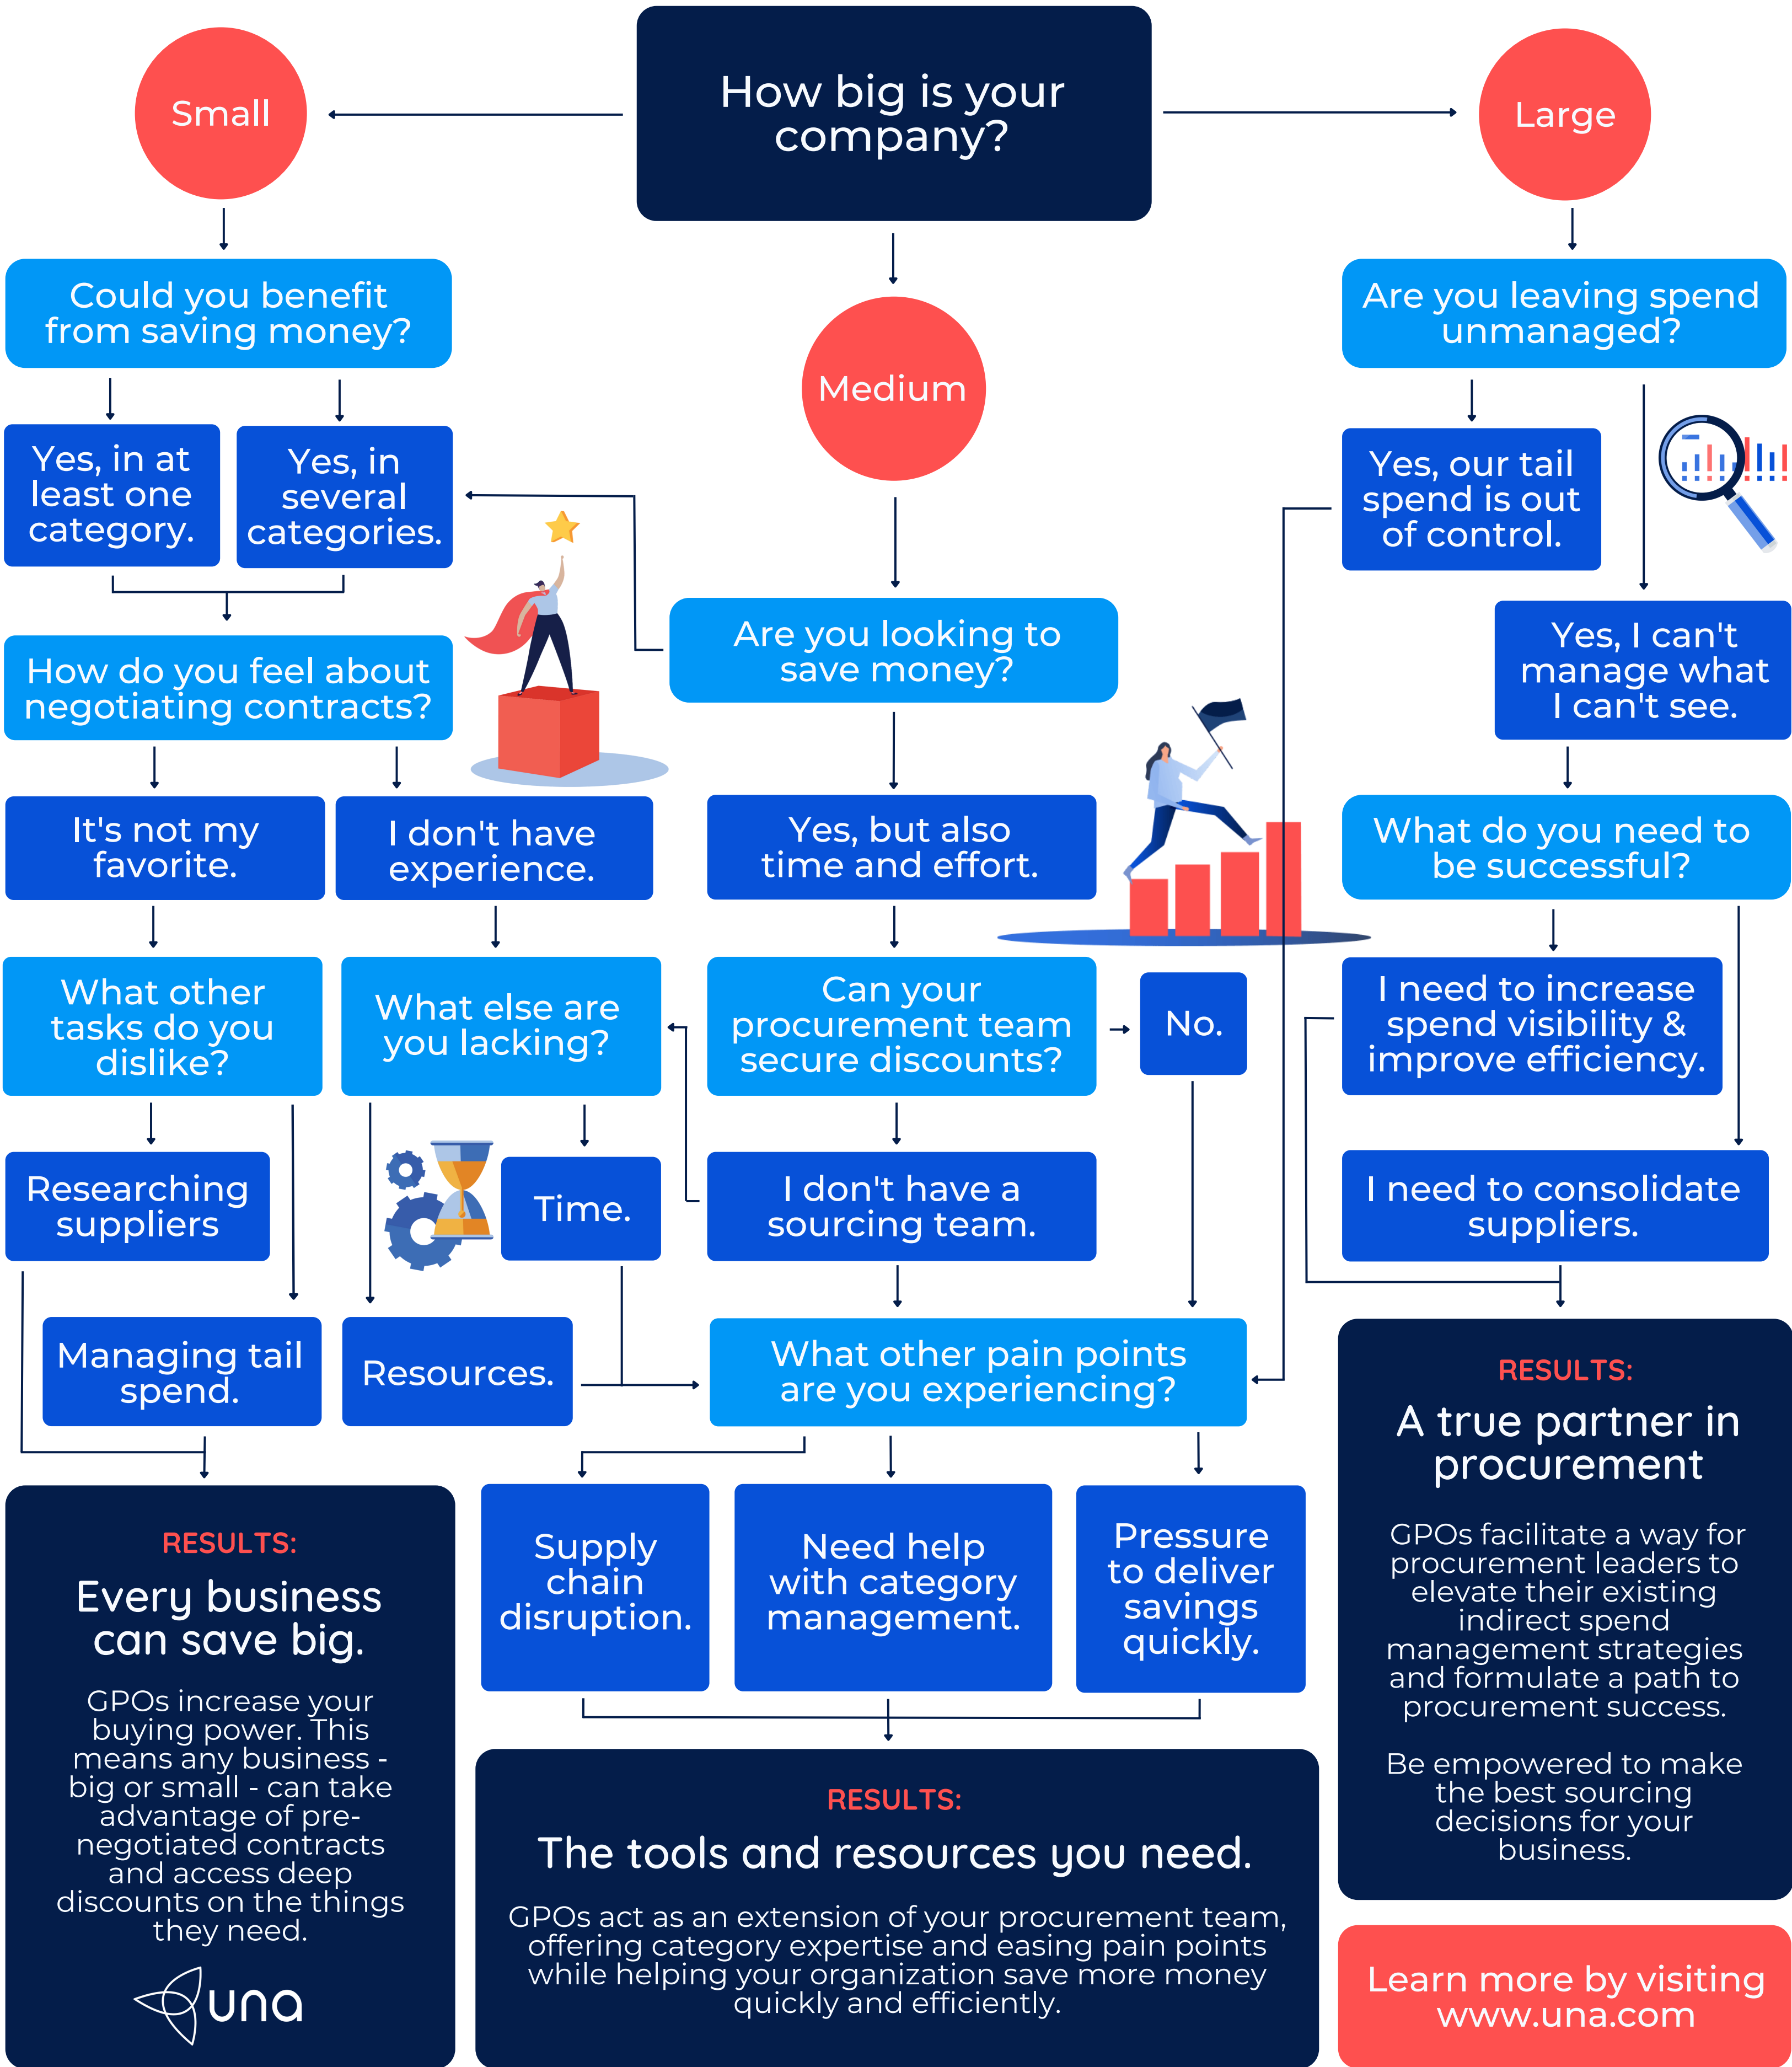 How big is your
company?
Small
Large
Medium
Could you benefit
from saving money?
Are you leaving spend
unmanaged?
Yes, in at
least one
category.
Yes, in
several
categories.
Yes, our tail
spend is out
of control.
Are you looking to
save money?
Yes, I can't
manage what
I can't see.
How do you feel about
negotiating contracts?
It's not my
favorite.
I don't have
experience.
Yes, but also
time and effort.
What do you need to
be successful?
What other
tasks do you
dislike?
What else are
you lacking?
Can your
procurement team
secure discounts?
No.
I need to increase
spend visibility &
improve efficiency.
Researching
suppliers
Time.
I don't have a
sourcing team.
I need to consolidate
suppliers.
Managing tail
spend.
Resources.
What other pain points
are you experiencing?
Supply
chain
disruption.
Need help
with category
management.
Pressure
to deliver
savings
quickly.
RESULTS:
Every business
can save big.
GPOs increase your
buying power. This
means any business -
big or small - can take
advantage of pre-
negotiated contracts
and access deep
discounts on the things
they need.
una
RESULTS:
The tools and resources you need.
GPOs act as an extension of your procurement team,
offering category expertise and easing pain points
while helping your organization save more money
quickly and efficiently.
RESULTS:
A true partner in
procurement
GPOs facilitate a way for
procurement leaders to
elevate their existing
indirect spend
management strategies
and formulate a path to
procurement success.
Be empowered to make
the best sourcing
decisions for your
business.
Learn more by visiting
www.una.com